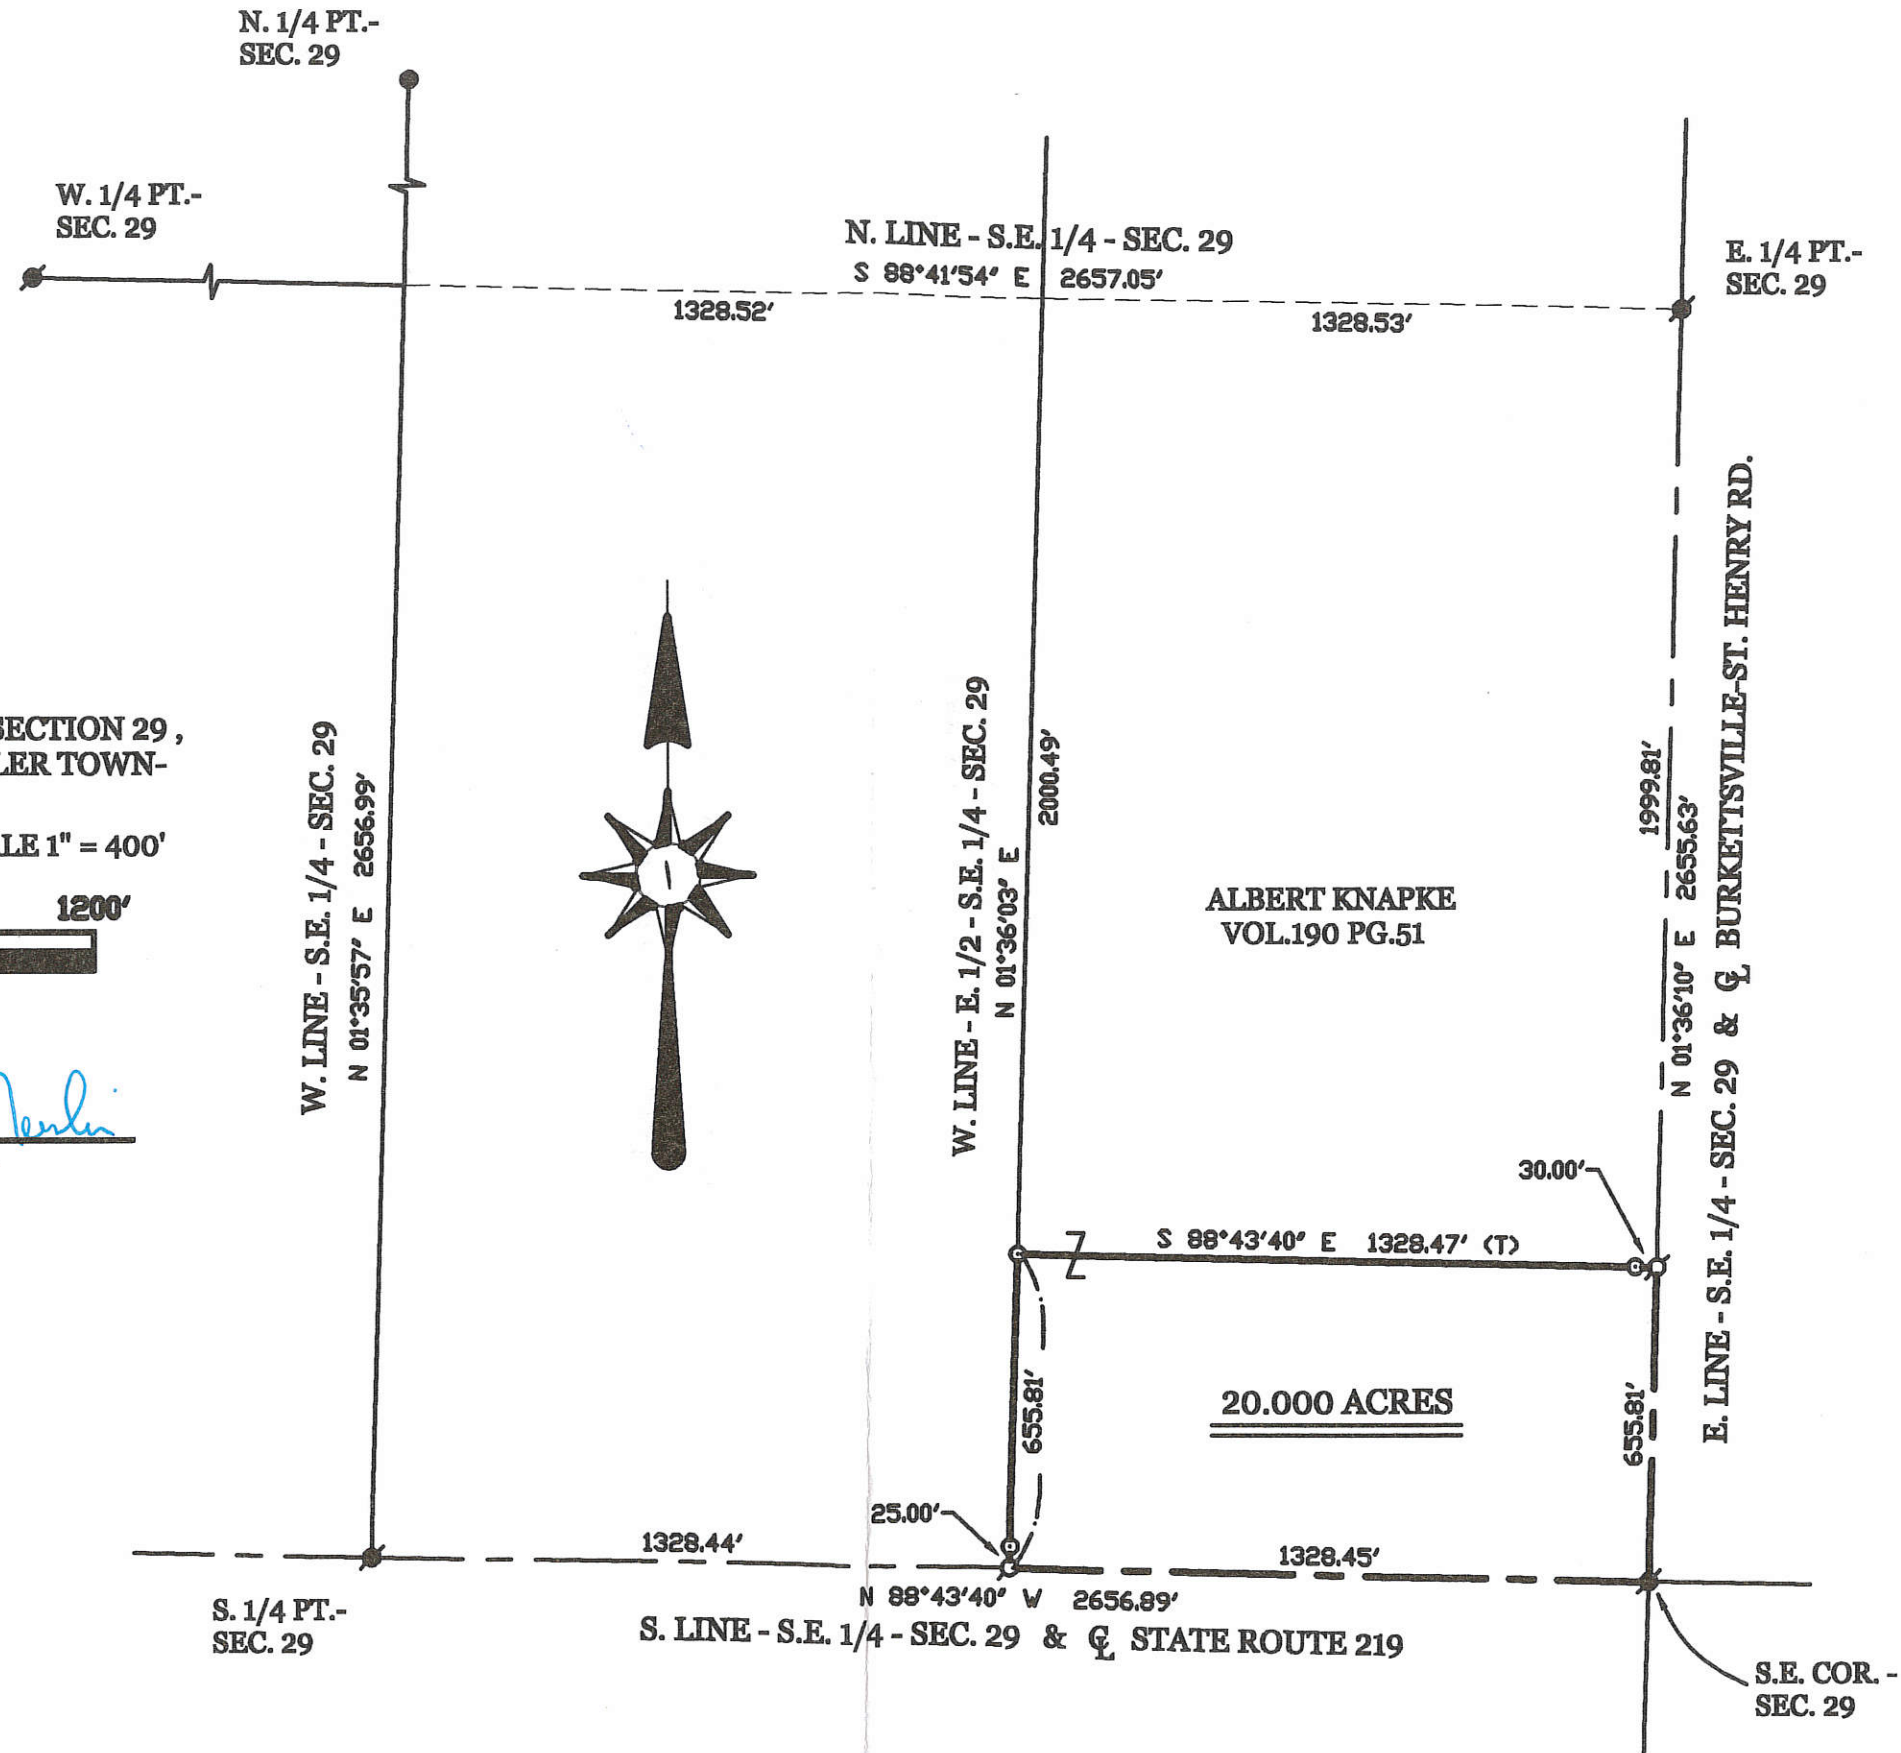 N. 1/4 PT.-
SEC. 29
W. 1/4 PT.-
SEC. 29
N. LINE - S.E. 1/4 - SEC. 29
S 88°41'54" E 2657.05'
E. 1/4 PT.-
SEC. 29
1328.52'
1328.53'
SECTION 29 ,
LER TOWN-
LE 1" = 400'
1200'
W. LINE - S.E. 1/4 - SEC. 29
N 01°35'57" E 2656.99'
W. LINE - E. 1/2 - S.E. 1/4 - SEC. 29
N 01°36'03" E
2000.49'
ALBERT KNAPKE
VOL.190 PG.51
1999.81'
N 01°36'10" E 2655.63'
E. LINE - S.E. 1/4 - SEC. 29 & ℄ BURKETTSVILLE-ST. HENRY RD.
30.00'
S 88°43'40" E 1328.47' (T)
655.81'
20.000 ACRES
655.81'
25.00'
1328.44'
1328.45'
N 88°43'40" W 2656.89'
S. LINE - S.E. 1/4 - SEC. 29 & ℄ STATE ROUTE 219
S. 1/4 PT.-
SEC. 29
S.E. COR. -
SEC. 29